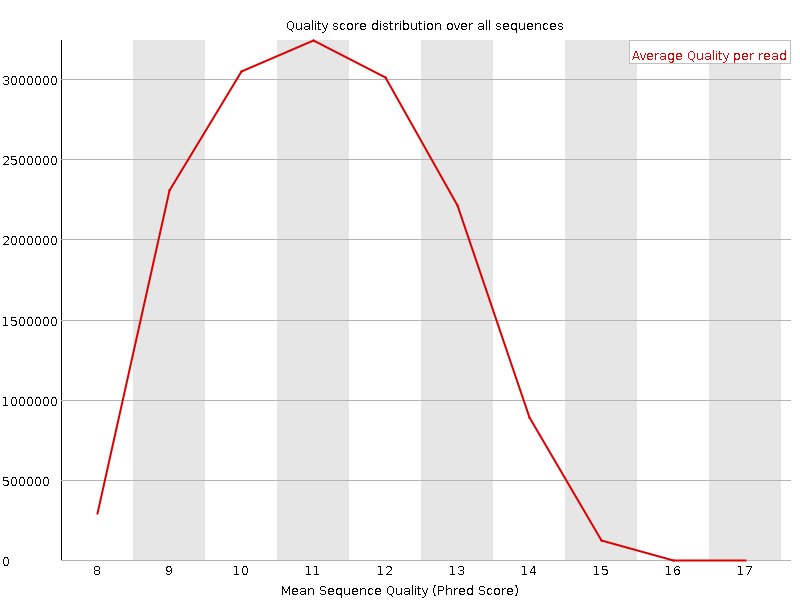 Quality score distribution over all sequences
Average Quality per read
3000000
2500000
2000000
1500000
1000000
500000
0
8 9 10 11 12 13 14 15 16 17
Mean Sequence Quality (Phred Score)